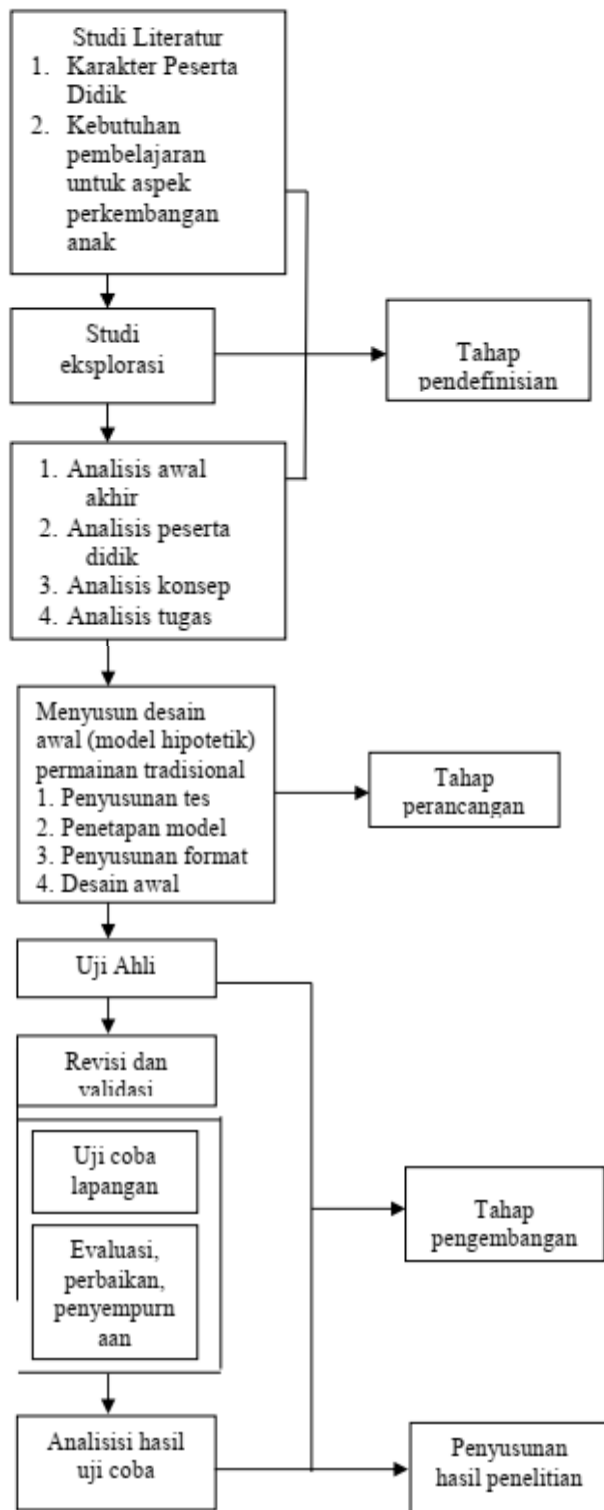 Studi Literatur
1. Karakter Peserta
Didik
2. Kebutuhan
pembelajaran
untuk aspek
perkembangan
anak
Studi
eksplorasi
Tahap
pendefinisian
1. Analisis awal
akhir
2. Analisis peserta
didik
3. Analisis konsep
4. Analisis tugas
Menyusun desain
awal (model hipotetik)
permainan tradisional
1. Penyusunan tes
2. Penetapan model
3. Penyusunan format
4. Desain awal
Tahap
perancangan
Uji Ahli
Revisi dan
validasi
Uji coba
lapangan
Evaluasi,
perbaikan,
penyempurn
aan
Tahap
pengembangan
Analisisi hasil
uji coba
Penyusunan
hasil penelitian